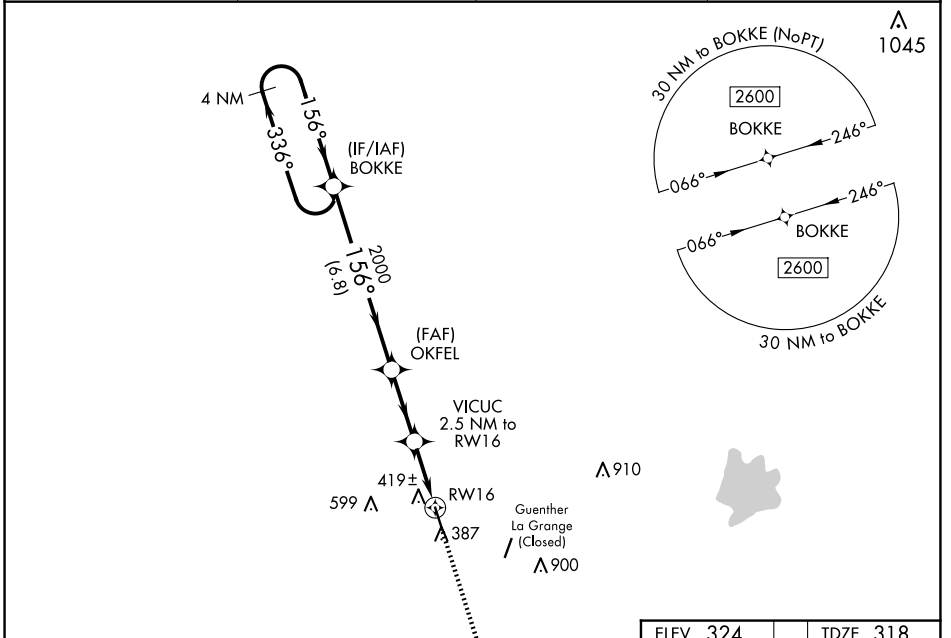 1045
30 NM to BOKKE (NoPT)
2600
BOKKE
066°
246°
246°
066°
BOKKE
2600
30 NM to BOKKE
4 NM
156°
336°
(IF/IAF)
BOKKE
2000
156°
(6.8)
(FAF)
OKFEL
VICUC
2.5 NM to
RW16
910
419±
599
RW16
387
Guenther
La Grange
(Closed)
900
ELEV 324
TDZE 318